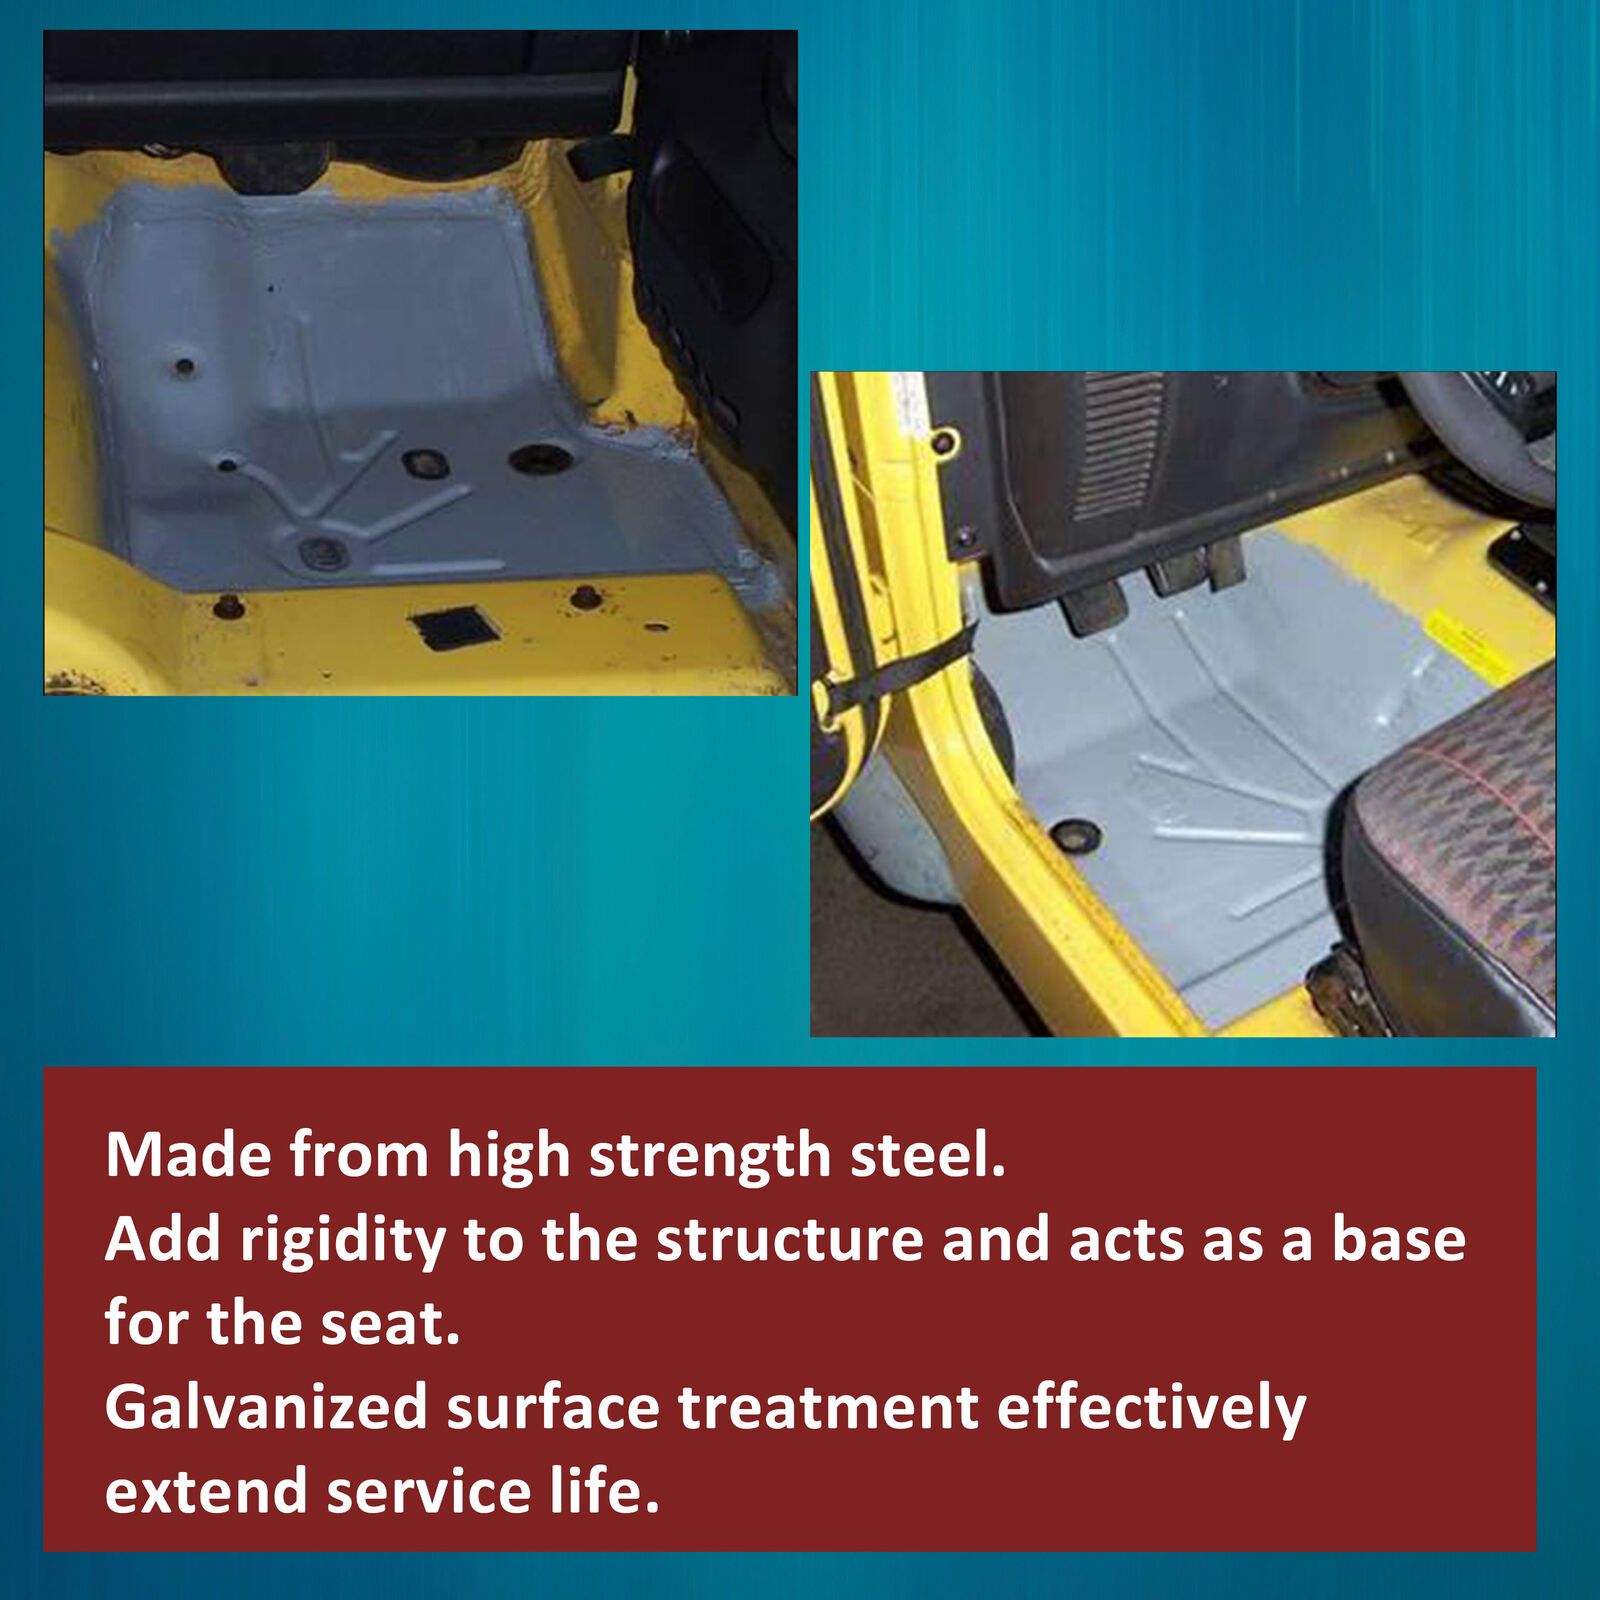 Made from high strength steel.
Add rigidity to the structure and acts as a base
for the seat.
Galvanized surface treatment effectively
extend service life.